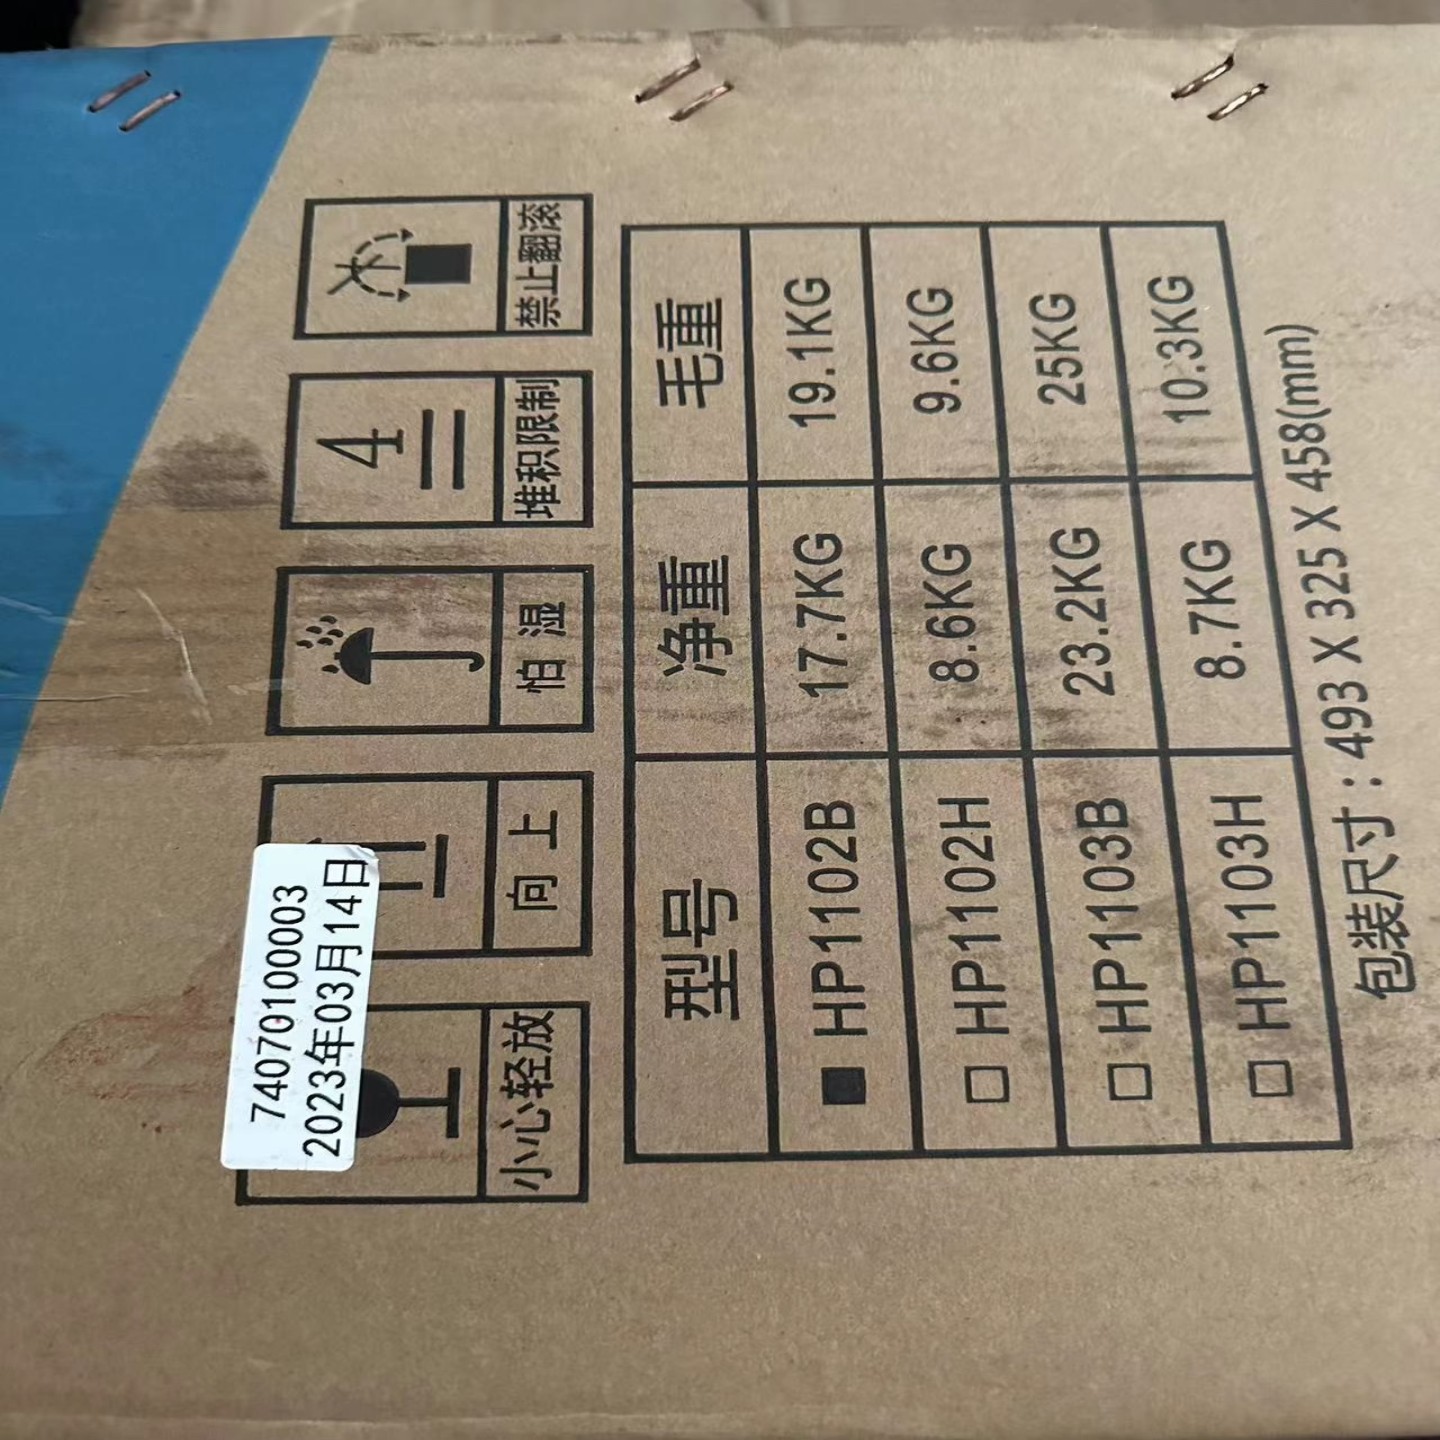 7407010000003
2023年03月14日
小心轻放
向 上
怕 湿
4
堆积限制
禁止翻滚
型号 净重 毛重
■ HP1102B 17.7KG 19.1KG
□ HP1102H 8.6KG 9.6KG
□ HP1103B 23.2KG 25KG
□ HP1103H 8.7KG 10.3KG
包装尺寸：493 X 325 X 458(mm)